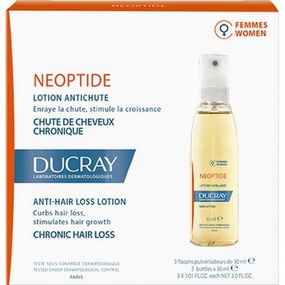 FEMMES
WOMEN
NEOPTIDE
LOTION ANTICHUTE
Enraye la chute, stimule la croissance
CHUTE DE CHEVEUX
CHRONIQUE
DUCRAY
LABORATOIRES DERMATOLOGIQUES
ANTI-HAIR LOSS LOTION
Curbs hair loss,
stimulates hair growth
CHRONIC HAIR LOSS
TESTÉ SOUS CONTRÔLE DERMATOLOGIQUE
TESTED UNDER DERMATOLOGICAL CONTROL
PARIS
NEOPTIDE
LOTION CAPILLAIRE
HAIR LOTION
30 ml
DUCRAY
3 flacons pulvérisateurs de 30 ml
3 bottles x 30 ml
3 X 1.01 FL. OZ. each NET 3.0 FL. OZ.